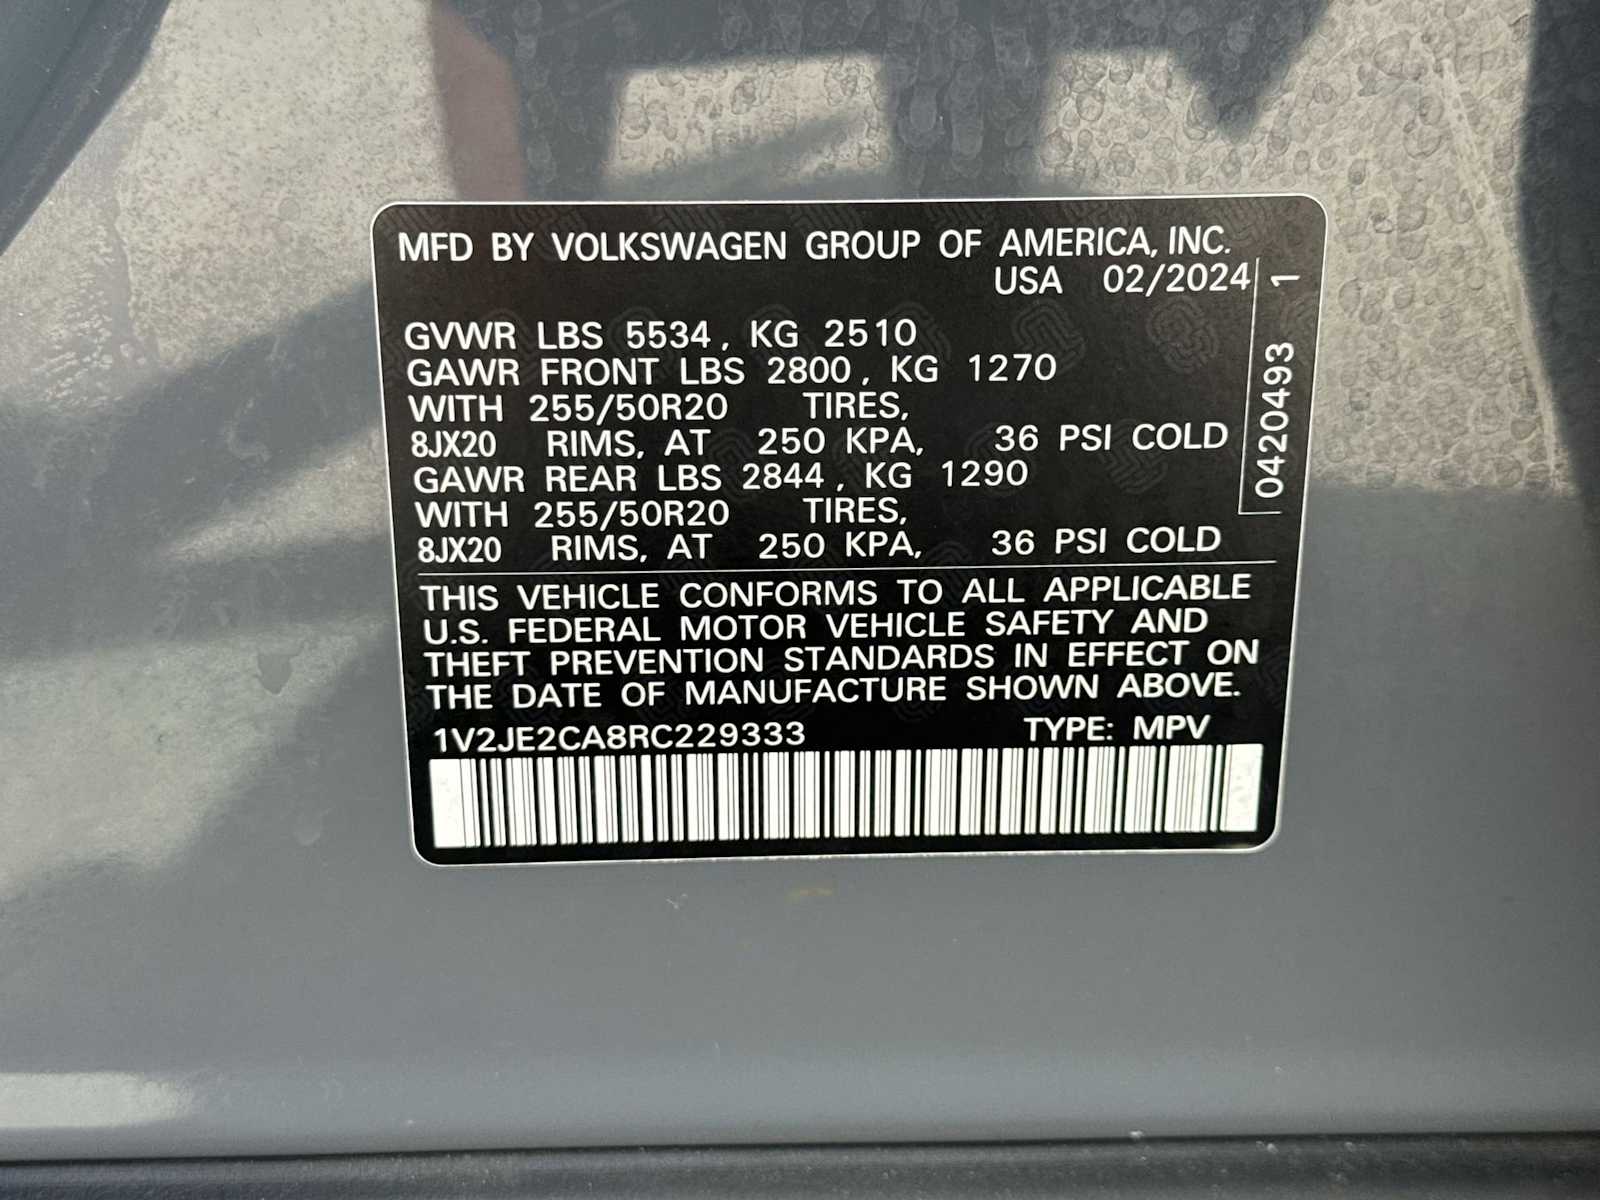 MFD BY VOLKSWAGEN GROUP OF AMERICA, INC.
USA 02/2024
GVWR LBS 5534, KG 2510
GAWR FRONT LBS 2800, KG 1270
WITH 255/50R20 TIRES,
8JX20 RIMS, AT 250 KPA, 36 PSI COLD
GAWR REAR LBS 2844, KG 1290
WITH 255/50R20 TIRES,
8JX20 RIMS, AT 250 KPA, 36 PSI COLD
THIS VEHICLE CONFORMS TO ALL APPLICABLE
U.S. FEDERAL MOTOR VEHICLE SAFETY AND
THEFT PREVENTION STANDARDS IN EFFECT ON
THE DATE OF MANUFACTURE SHOWN ABOVE.
1V2JE2CA8RC229333 TYPE: MPV
0420493 1